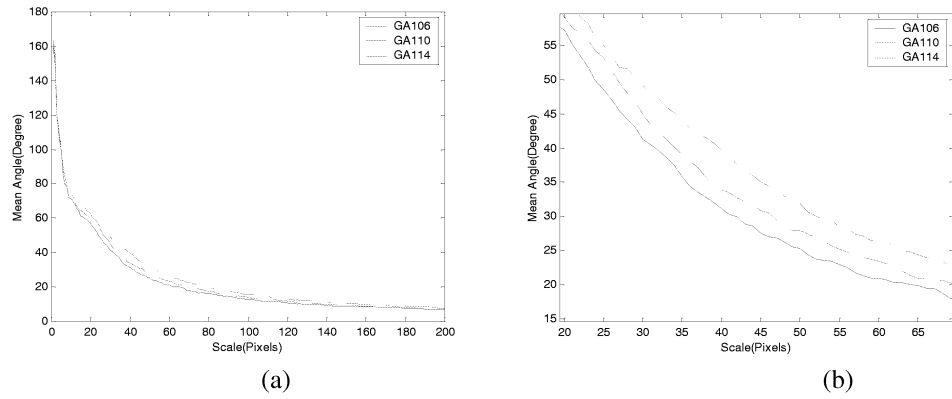 180
160
140
120
100
80
60
40
20
0
Mean Angle(Degree)
0 20 40 60 80 100 120 140 160 180 200
Scale(Pixels)
GA106
GA110
GA114
(a)
55
50
45
40
35
30
25
20
15
Mean Angle(Degree)
20 25 30 35 40 45 50 55 60 65
Scale(Pixels)
GA106
GA110
GA114
(b)